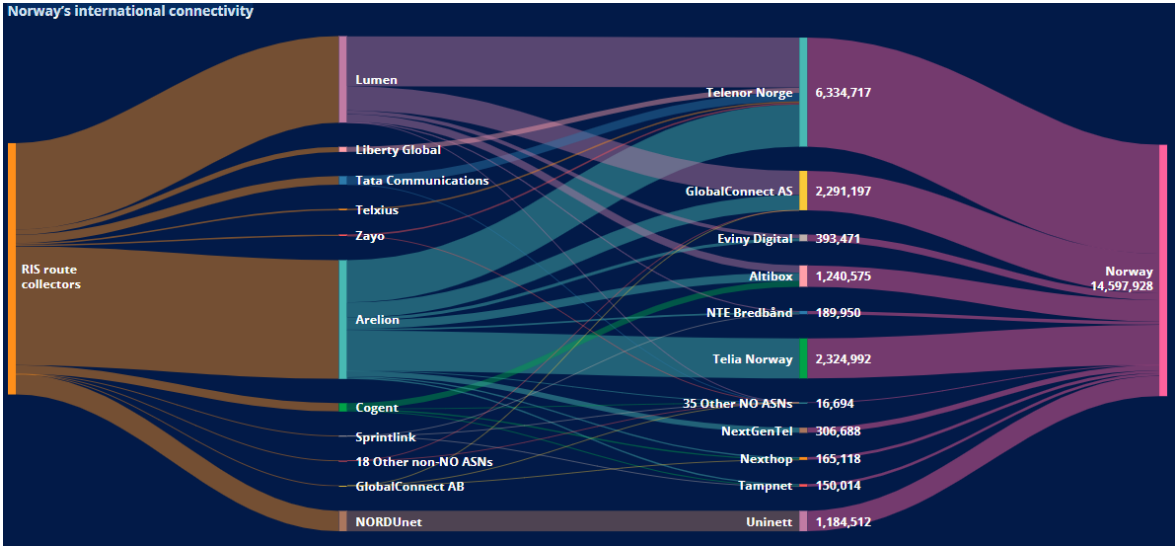 Norway's international connectivity
RIS route
collectors
Lumen
Liberty Global
Tata Communications
Telxius
Zayo
Arelion
Cogent
Sprintlink
18 Other non-NO ASNs
GlobalConnect AB
NORDUnet
Telenor Norge 6,334,717
GlobalConnect AS 2,291,197
Eviny Digital 393,471
Altibox 1,240,575
NTE Bredbånd 189,950
Telia Norway 2,324,992
35 Other NO ASNs 16,694
NextGenTel 306,688
Nexthop 165,118
Tampnet 150,014
Uninett 1,184,512
Norway
14,597,928